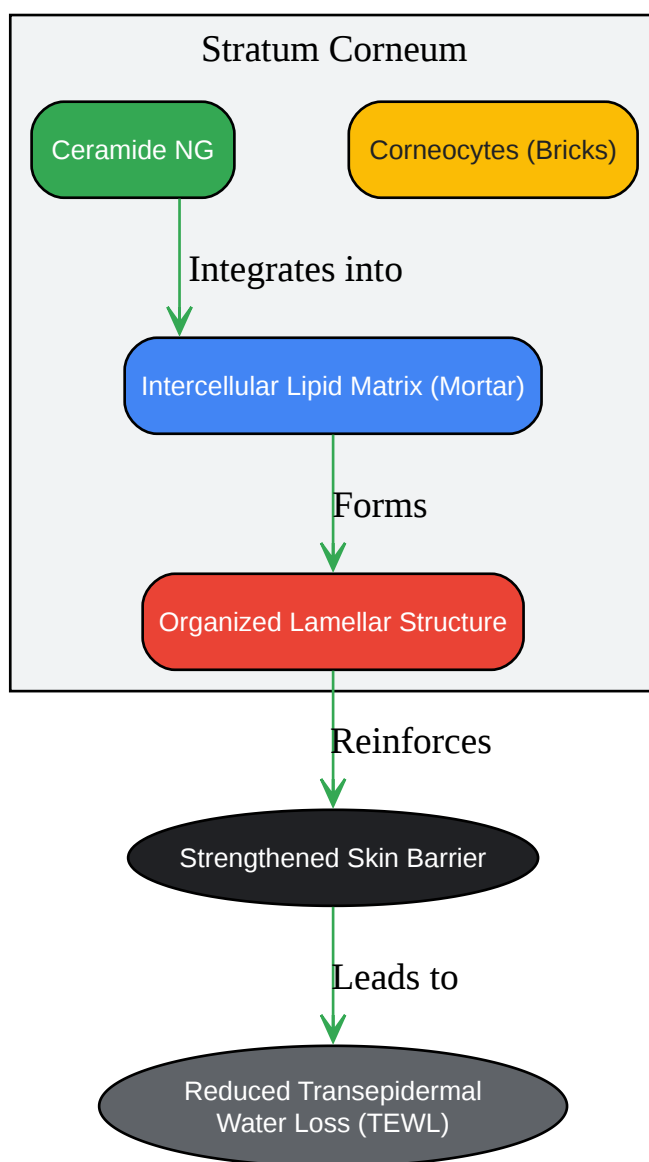 Stratum Corneum
Ceramide NG
Corneocytes (Bricks)
Integrates into
Intercellular Lipid Matrix (Mortar)
Forms
Organized Lamellar Structure
Reinforces
Strengthened Skin Barrier
Leads to
Reduced Transepidermal
Water Loss (TEWL)